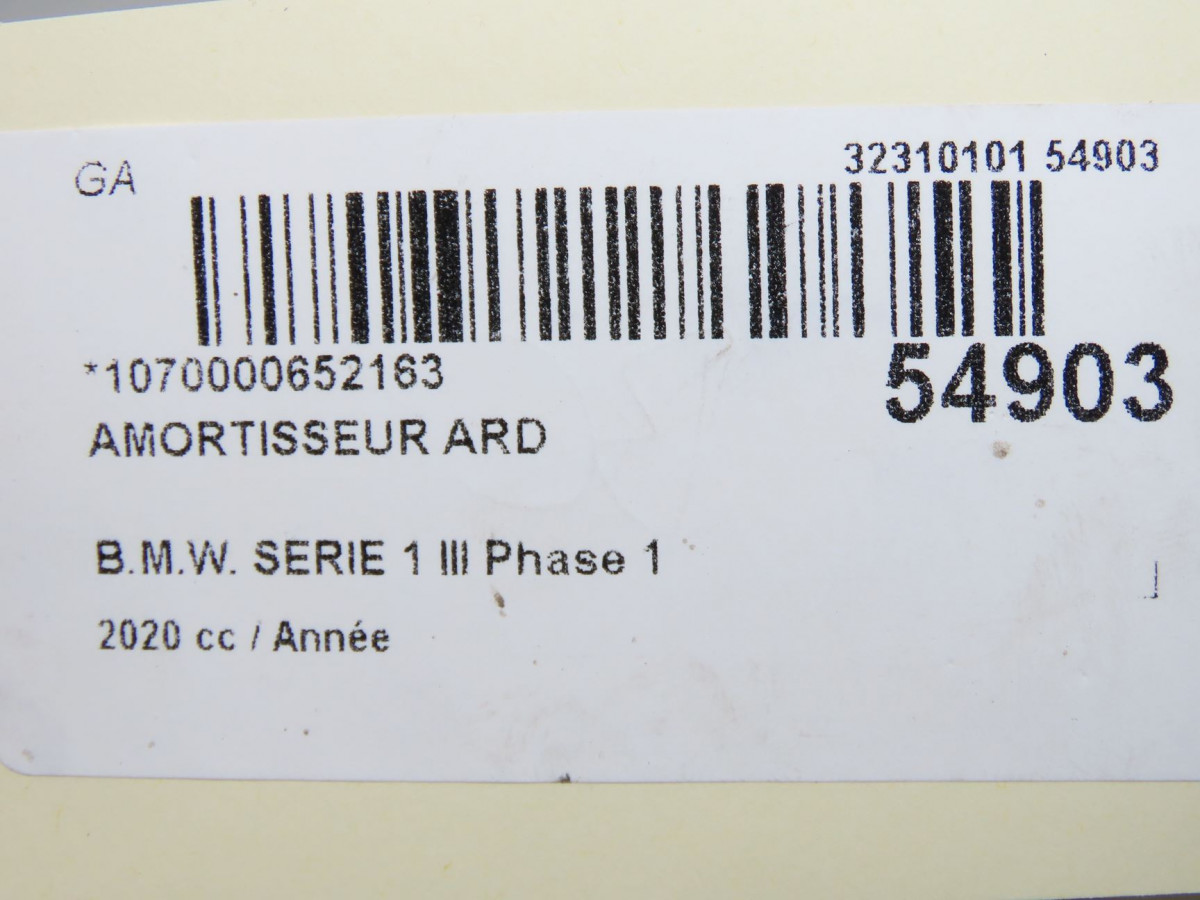 GA
32310101 54903
*1070000652163
54903
AMORTISSEUR ARD
B.M.W. SERIE 1 III Phase 1
2020 cc / Année